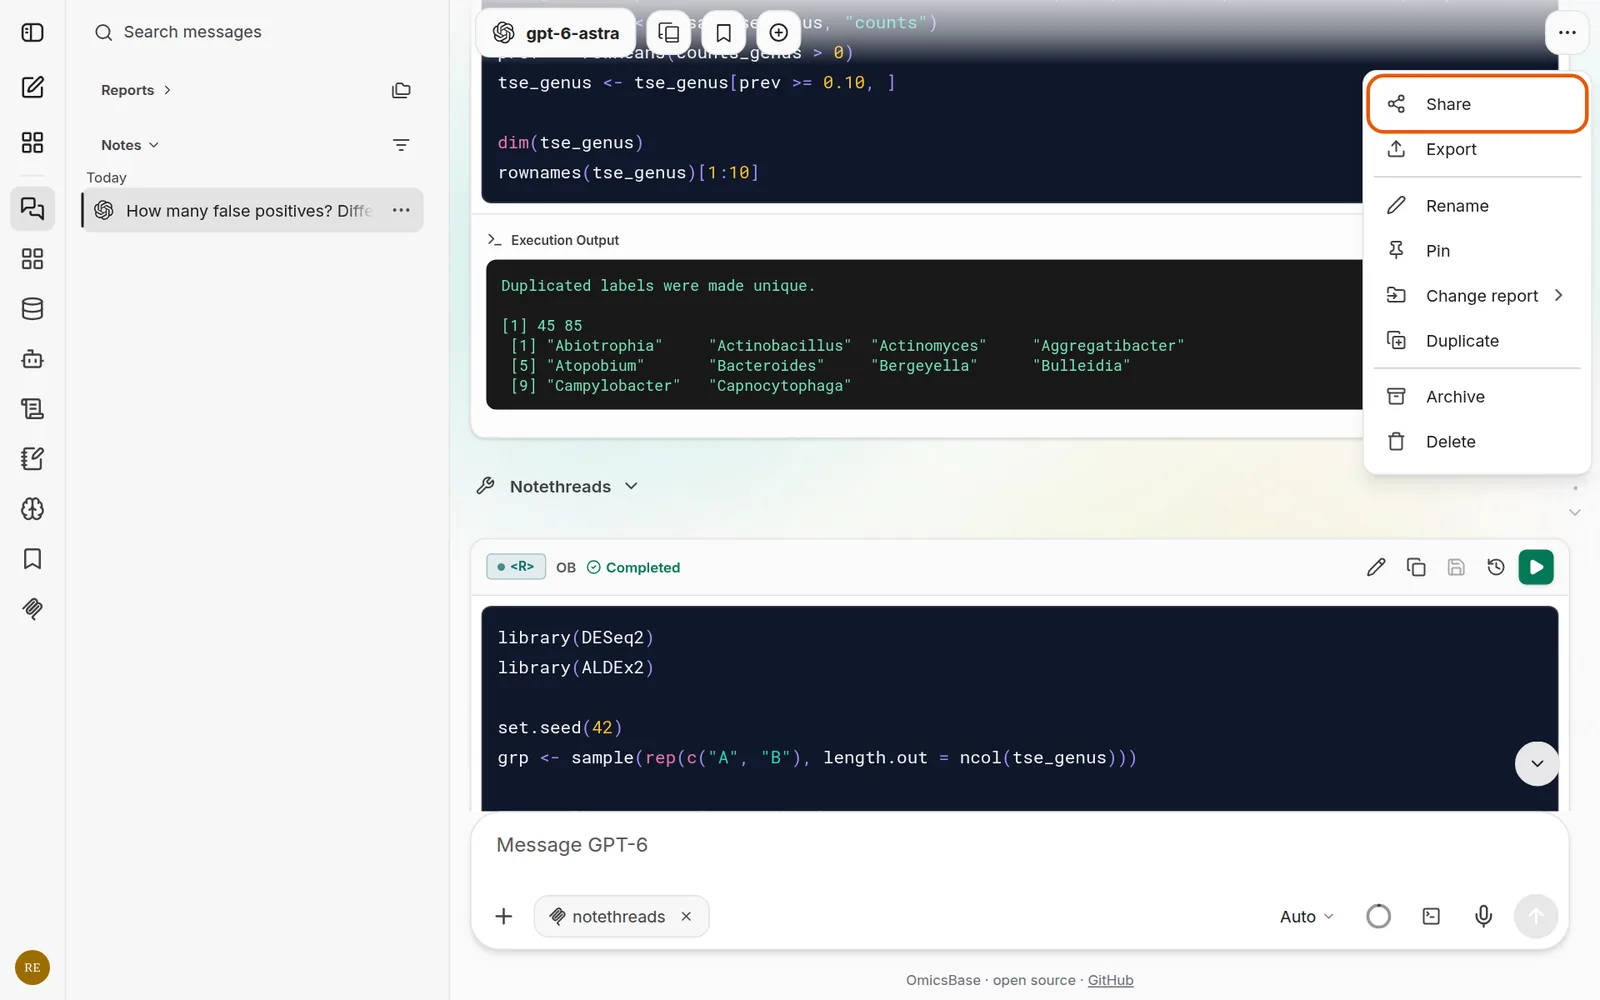 Search messages
Reports
Notes
Today
How many false positives? Diffe
RE
gpt-6-astra
"counts")
counts_genus > 0)
tse_genus <- tse_genus[prev >= 0.10, ]
dim(tse_genus)
rownames(tse_genus)[1:10]
Execution Output
Duplicated labels were made unique.
[1] 45 85
[1] "Abiotrophia" "Actinobacillus" "Actinomyces" "Aggregatibacter"
[5] "Atopobium" "Bacteroides" "Bergeyella" "Bulleidia"
[9] "Campylobacter" "Capnocytophaga"
Notethreads
<R> OB Completed
library(DESeq2)
library(ALDEx2)
set.seed(42)
grp <- sample(rep(c("A", "B"), length.out = ncol(tse_genus)))
Message GPT-6
notethreads
Auto
OmicsBase · open source · GitHub
Share
Export
Rename
Pin
Change report
Duplicate
Archive
Delete